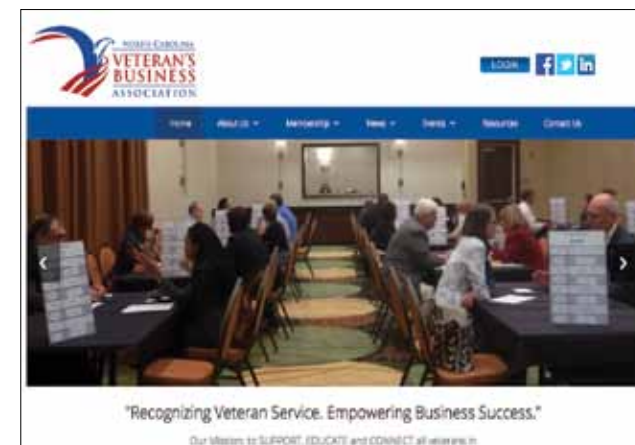 NORTH CAROLINA
VETERAN'S
BUSINESS
ASSOCIATION
LOGIN
Home About Us Membership News Events Resources Contact Us
"Recognizing Veteran Service. Empowering Business Success."
Our Mission: to SUPPORT, EDUCATE and CONNECT all veterans in